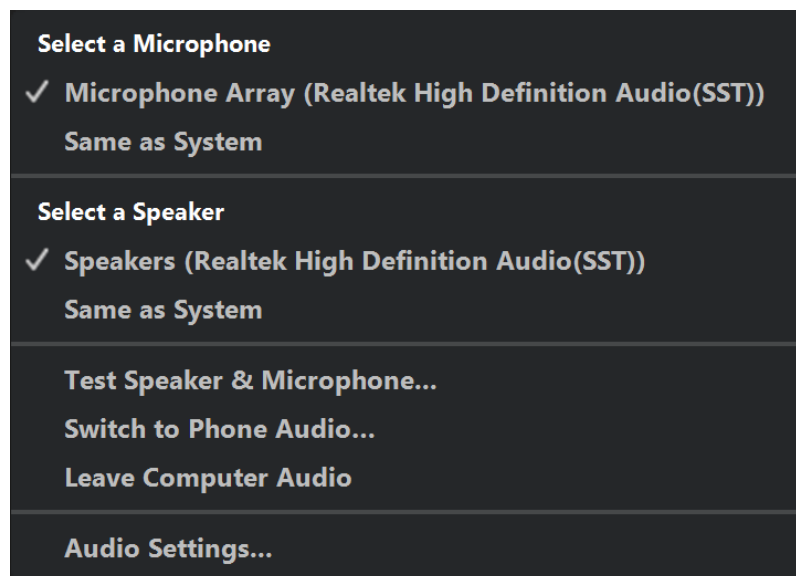 Select a Microphone
Microphone Array (Realtek High Definition Audio(SST))
Same as System
Select a Speaker
Speakers (Realtek High Definition Audio(SST))
Same as System
Test Speaker & Microphone...
Switch to Phone Audio...
Leave Computer Audio
Audio Settings...